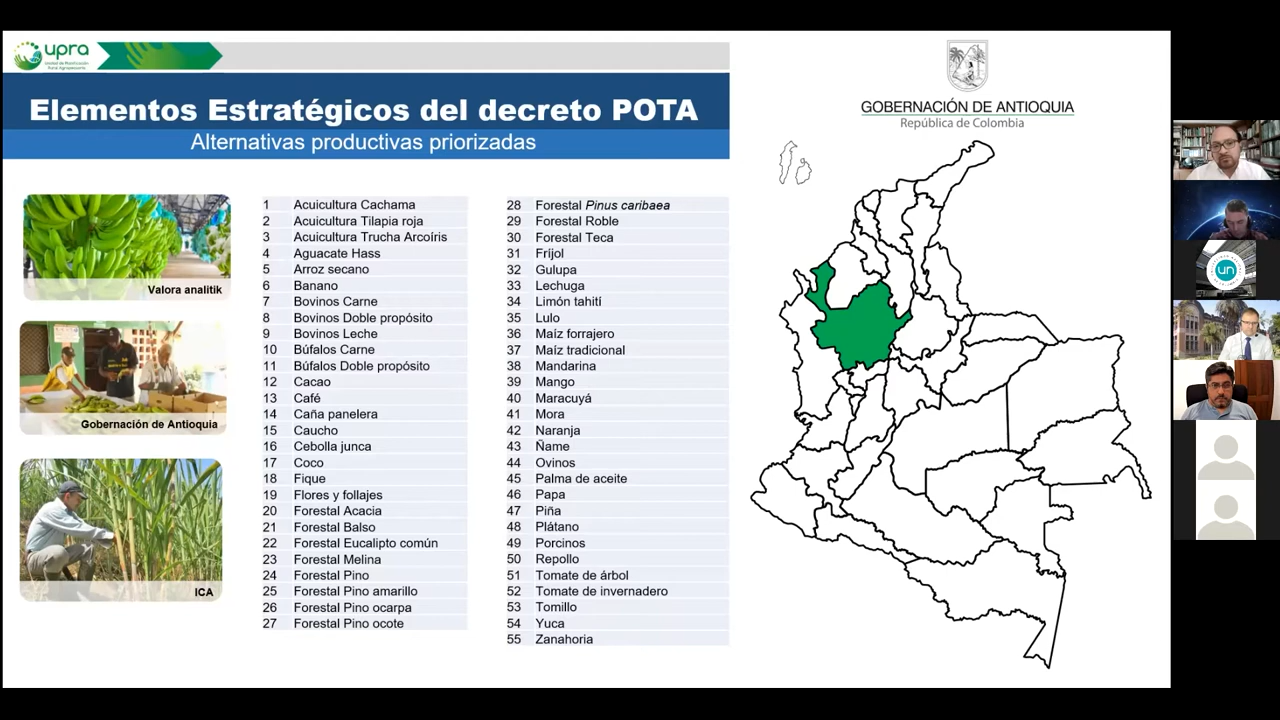 upra
Elementos Estratégicos del decreto POTA
Alternativas productivas priorizadas
Valora analitik
Gobernación de Antioquia
ICA
1 Acuicultura Cachama
2 Acuicultura Tilapia roja
3 Acuicultura Trucha Arcoíris
4 Aguacate Hass
5 Arroz secano
6 Banano
7 Bovinos Carne
8 Bovinos Doble propósito
9 Bovinos Leche
10 Búfalos Carne
11 Búfalos Doble propósito
12 Cacao
13 Café
14 Caña panelera
15 Caucho
16 Cebolla junca
17 Coco
18 Fique
19 Flores y follajes
20 Forestal Acacia
21 Forestal Balso
22 Forestal Eucalipto común
23 Forestal Melina
24 Forestal Pino
25 Forestal Pino amarillo
26 Forestal Pino ocarpa
27 Forestal Pino ocote
28 Forestal Pinus caribaea
29 Forestal Roble
30 Forestal Teca
31 Fríjol
32 Gulupa
33 Lechuga
34 Limón tahití
35 Lulo
36 Maíz forrajero
37 Maíz tradicional
38 Mandarina
39 Mango
40 Maracuyá
41 Mora
42 Naranja
43 Ñame
44 Ovinos
45 Palma de aceite
46 Papa
47 Piña
48 Plátano
49 Porcinos
50 Repollo
51 Tomate de árbol
52 Tomate de invernadero
53 Tomillo
54 Yuca
55 Zanahoria
GOBERNACIÓN DE ANTIOQUIA
República de Colombia
un